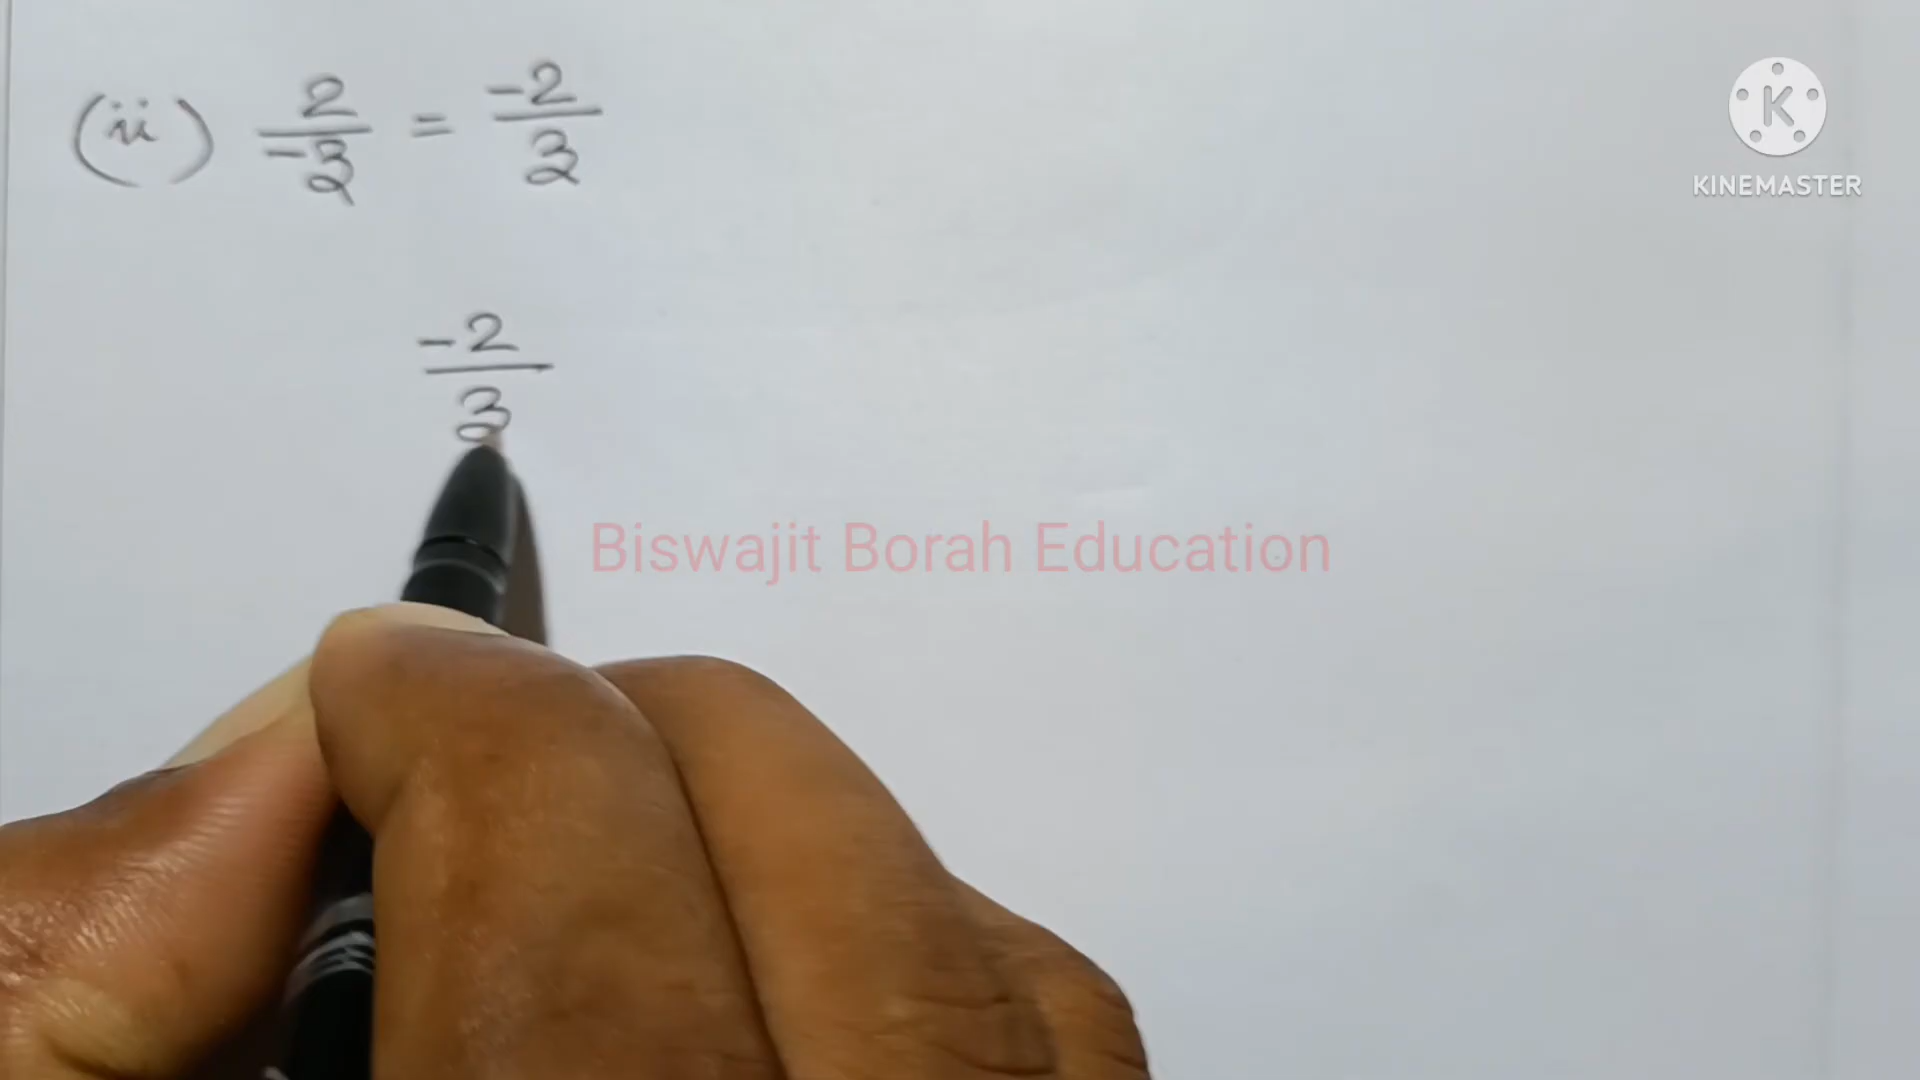 (ii) 2/-3 = -2/3
-2/3
K
KINEMASTER
Biswajit Borah Education